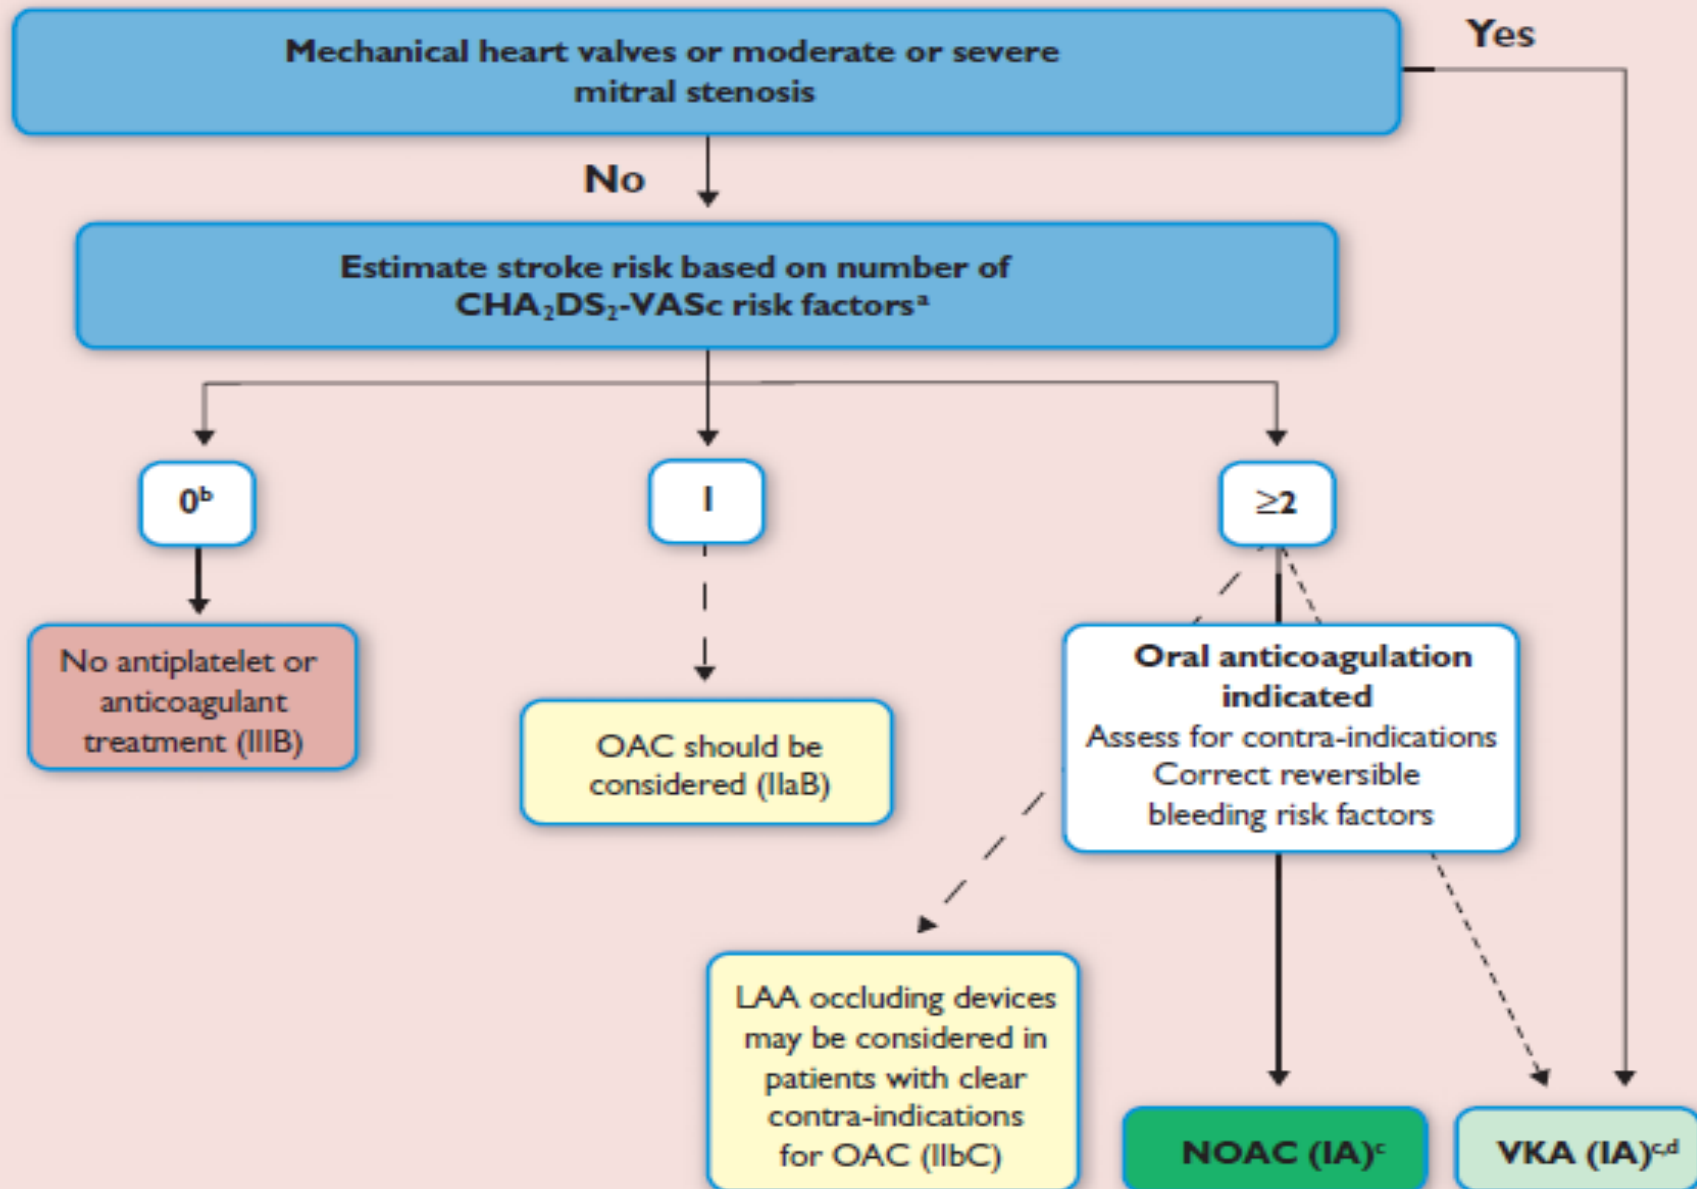 Mechanical heart valves or moderate or severe
mitral stenosis
Yes
No
Estimate stroke risk based on number of
CHA₂DS₂-VASc risk factorsᵃ
0ᵇ
1
≥2
No antiplatelet or
anticoagulant
treatment (IIIB)
OAC should be
considered (IIaB)
Oral anticoagulation
indicated
Assess for contra-indications
Correct reversible
bleeding risk factors
LAA occluding devices
may be considered in
patients with clear
contra-indications
for OAC (IIbC)
NOAC (IA)ᶜ
VKA (IA)ᶜ,ᵈ